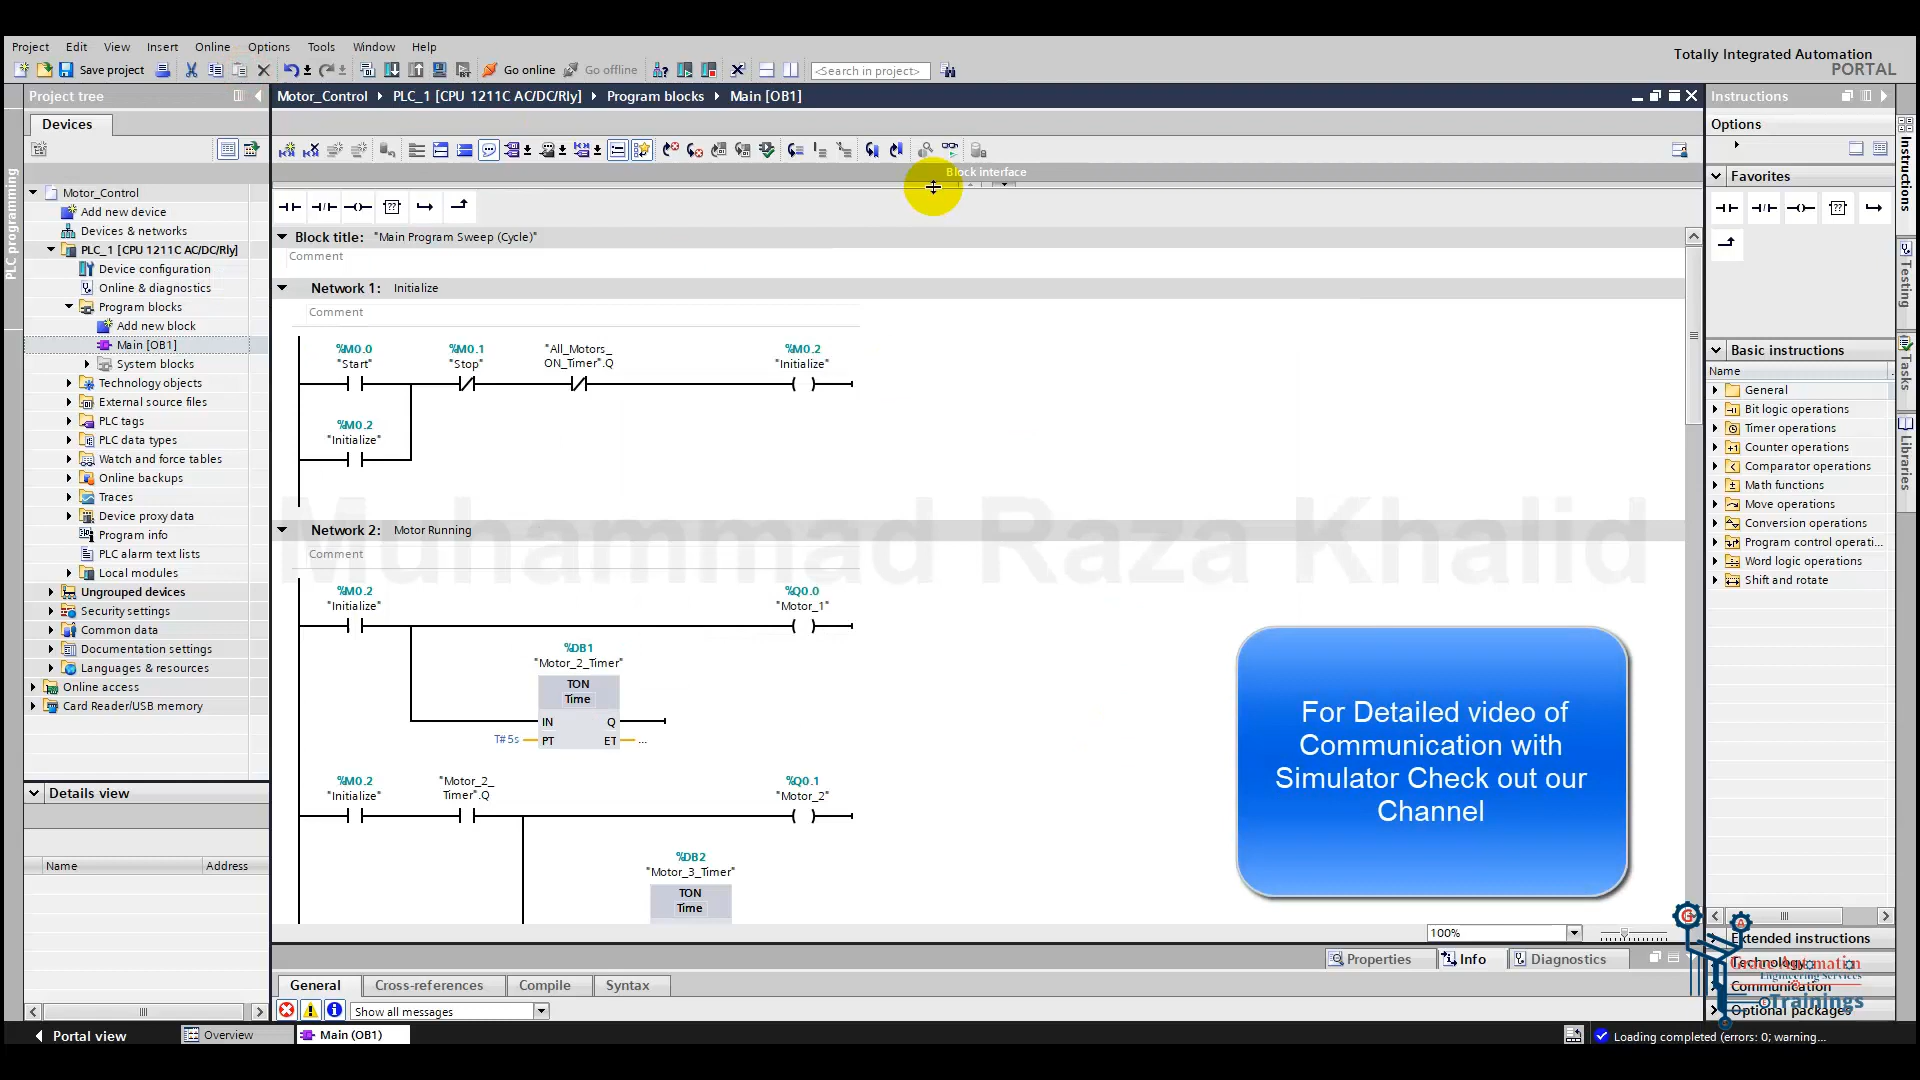 Project Edit View Insert Online Options Tools Window Help
Totally Integrated Automation
PORTAL
Save project
Go online
Go offline
<Search in project>
Project tree
Motor_Control
PLC_1 [CPU 1211C AC/DC/Rly]
Program blocks
Main [OB1]
Instructions
Devices
Options
PLC programming
Block interface
Motor_Control
Add new device
Devices & networks
PLC_1 [CPU 1211C AC/DC/Rly]
Device configuration
Online & diagnostics
Program blocks
Add new block
Main [OB1]
System blocks
Technology objects
External source files
PLC tags
PLC data types
Watch and force tables
Online backups
Traces
Device proxy data
Program info
PLC alarm text lists
Local modules
Ungrouped devices
Security settings
Common data
Documentation settings
Languages & resources
Online access
Card Reader/USB memory
Details view
Name Address
Block title: "Main Program Sweep (Cycle)"
Comment
Network 1: Initialize
Comment
%M0.0
"Start"
%M0.1
"Stop"
"All_Motors_
ON_Timer".Q
%M0.2
"Initialize"
%M0.2
"Initialize"
Network 2: Motor Running
Comment
%M0.2
"Initialize"
%Q0.0
"Motor_1"
%DB1
"Motor_2_Timer"
TON
Time
IN Q
T#5s PT ET ...
%M0.2
"Initialize"
"Motor_2_
Timer".Q
%Q0.1
"Motor_2"
%DB2
"Motor_3_Timer"
TON
Time
Muhammad Raza Khalid
For Detailed video of
Communication with
Simulator Check out our
Channel
100%
Properties
Info
Diagnostics
General
Cross-references
Compile
Syntax
Show all messages
Favorites
Basic instructions
Name
General
Bit logic operations
Timer operations
Counter operations
Comparator operations
Math functions
Move operations
Conversion operations
Program control operati...
Word logic operations
Shift and rotate
Extended instructions
Technology
Communication
Optional packages
Grace Automation
Engineering Services
eTrainings
Instructions
Testing
Tasks
Libraries
Portal view
Overview
Main (OB1)
Loading completed (errors: 0; warning...